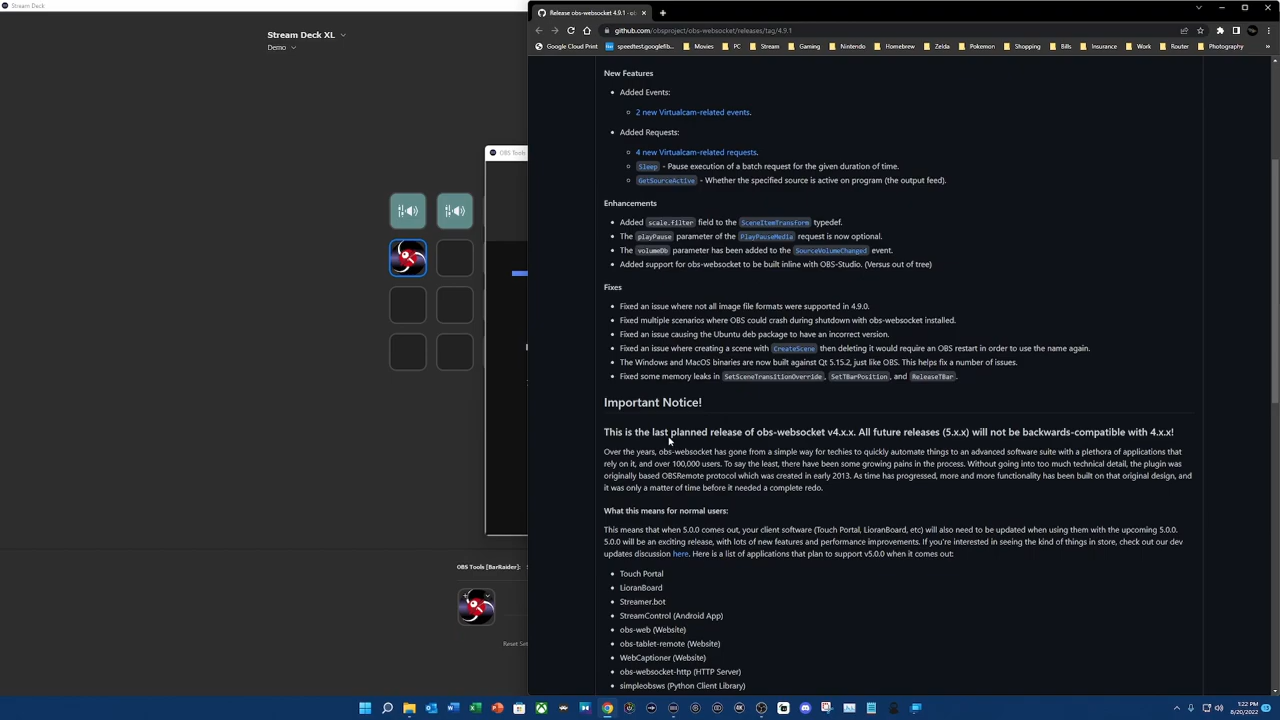 Stream Deck
Stream Deck XL
Demo
OBS Tools
OBS Tools [BarRaider]:
Reset Set
Release obs-websocket 4.9.1 -
github.com/obsproject/obs-websocket/releases/tag/4.9.1
Google Cloud Print speedtest.googlefib... Movies PC Stream Gaming Nintendo Homebrew Zelda Pokemon Shopping Bills Insurance Work Router Photography
New Features
Added Events:
2 new Virtualcam-related events.
Added Requests:
4 new Virtualcam-related requests.
Sleep - Pause execution of a batch request for the given duration of time.
GetSourceActive - Whether the specified source is active on program (the output feed).
Enhancements
Added scale.filter field to the SceneItemTransform typedef.
The playPause parameter of the PlayPauseMedia request is now optional.
The volumeDb parameter has been added to the SourceVolumeChanged event.
Added support for obs-websocket to be built inline with OBS-Studio. (Versus out of tree)
Fixes
Fixed an issue where not all image file formats were supported in 4.9.0.
Fixed multiple scenarios where OBS could crash during shutdown with obs-websocket installed.
Fixed an issue causing the Ubuntu deb package to have an incorrect version.
Fixed an issue where creating a scene with CreateScene then deleting it would require an OBS restart in order to use the name again.
The Windows and MacOS binaries are now built against Qt 5.15.2, just like OBS. This helps fix a number of issues.
Fixed some memory leaks in SetSceneTransitionOverride, SetTBarPosition, and ReleaseTBar.
Important Notice!
This is the last planned release of obs-websocket v4.x.x. All future releases (5.x.x) will not be backwards-compatible with 4.x.x!
Over the years, obs-websocket has gone from a simple way for techies to quickly automate things to an advanced software suite with a plethora of applications that
rely on it, and over 100,000 users. To say the least, there have been some growing pains in the process. Without going into too much technical detail, the plugin was
originally based OBSRemote protocol which was created in early 2013. As time has progressed, more and more functionality has been built on that original design, and
it was only a matter of time before it needed a complete redo.
What this means for normal users:
This means that when 5.0.0 comes out, your client software (Touch Portal, LioranBoard, etc) will also need to be updated when using them with the upcoming 5.0.0.
5.0.0 will be an exciting release, with lots of new features and performance improvements. If you're interested in seeing the kind of things in store, check out our dev
updates discussion here. Here is a list of applications that plan to support v5.0.0 when it comes out:
Touch Portal
LioranBoard
Streamer.bot
StreamControl (Android App)
obs-web (Website)
obs-tablet-remote (Website)
WebCaptioner (Website)
obs-websocket-http (HTTP Server)
simpleobsws (Python Client Library)
1:22 PM
8/20/2022